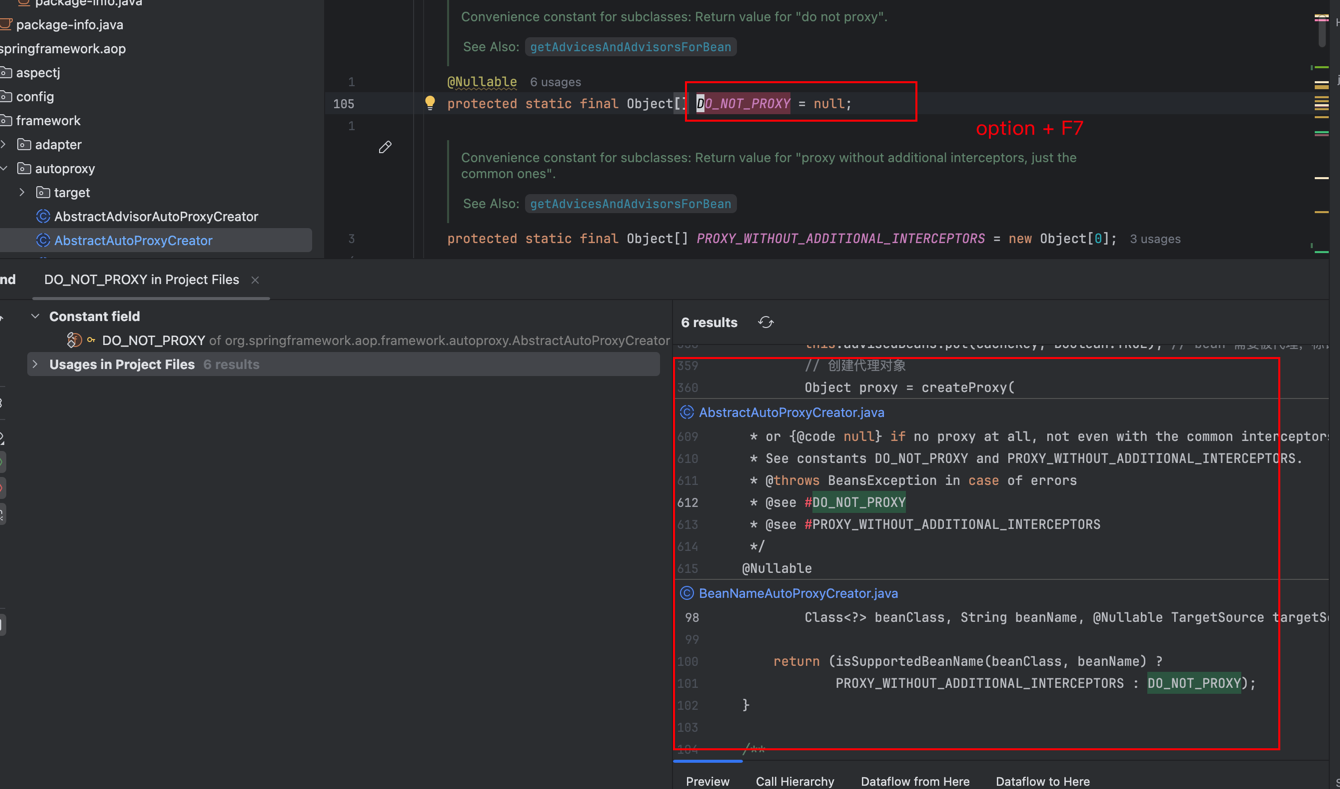 package-info.java
package-info.java
springframework.aop
aspectj
config
framework
adapter
autoproxy
target
AbstractAdvisorAutoProxyCreator
AbstractAutoProxyCreator
Convenience constant for subclasses: Return value for "do not proxy".
See Also: getAdvicesAndAdvisorsForBean
1 @Nullable 6 usages
105 protected static final Object[] DO_NOT_PROXY = null;
option + F7
1
Convenience constant for subclasses: Return value for "proxy without additional interceptors, just the
common ones".
See Also: getAdvicesAndAdvisorsForBean
3 protected static final Object[] PROXY_WITHOUT_ADDITIONAL_INTERCEPTORS = new Object[0]; 3 usages
DO_NOT_PROXY in Project Files
Constant field
DO_NOT_PROXY of org.springframework.aop.framework.autoproxy.AbstractAutoProxyCreator
Usages in Project Files 6 results
6 results
359 // 创建代理对象
360 Object proxy = createProxy(
AbstractAutoProxyCreator.java
609 * or {@code null} if no proxy at all, not even with the common interceptors
610 * See constants DO_NOT_PROXY and PROXY_WITHOUT_ADDITIONAL_INTERCEPTORS.
611 * @throws BeansException in case of errors
612 * @see #DO_NOT_PROXY
613 * @see #PROXY_WITHOUT_ADDITIONAL_INTERCEPTORS
614 */
615 @Nullable
BeanNameAutoProxyCreator.java
98 Class<?> beanClass, String beanName, @Nullable TargetSource targetSo
99
100 return (isSupportedBeanName(beanClass, beanName) ?
101 PROXY_WITHOUT_ADDITIONAL_INTERCEPTORS : DO_NOT_PROXY);
102 }
103
104 /**
Preview Call Hierarchy Dataflow from Here Dataflow to Here